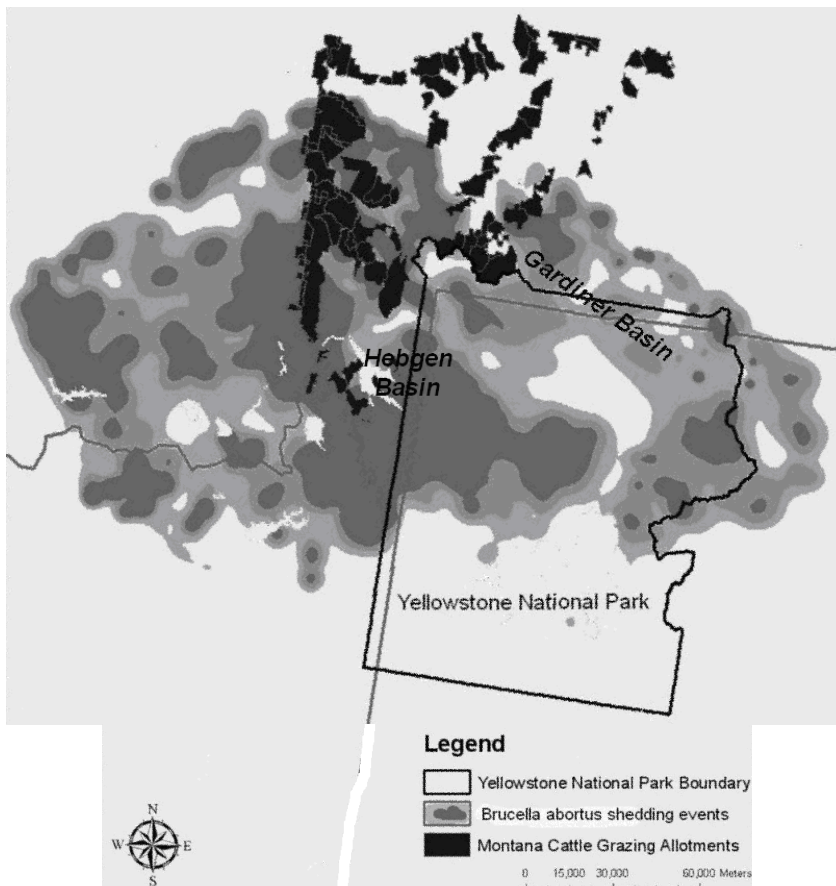 Gardiner Basin
Hebgen
Basin
Yellowstone National Park
Legend
Yellowstone National Park Boundary
Brucella abortus shedding events
Montana Cattle Grazing Allotments
N
W E
S
0 15,000 30,000 60,000 Meters